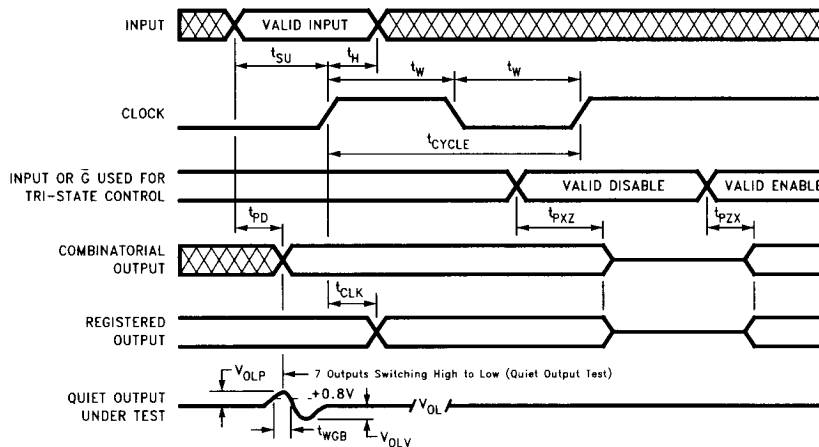 INPUT
VALID INPUT
tSU
tH
tW
tW
CLOCK
tCYCLE
INPUT OR G̅ USED FOR
TRI-STATE CONTROL
VALID DISABLE
VALID ENABLE
tPD
tPXZ
tPZX
COMBINATORIAL
OUTPUT
tCLK
REGISTERED
OUTPUT
VOLP
7 Outputs Switching High to Low (Quiet Output Test)
QUIET OUTPUT
UNDER TEST
+0.8V
VOL
tWGB
VOLV